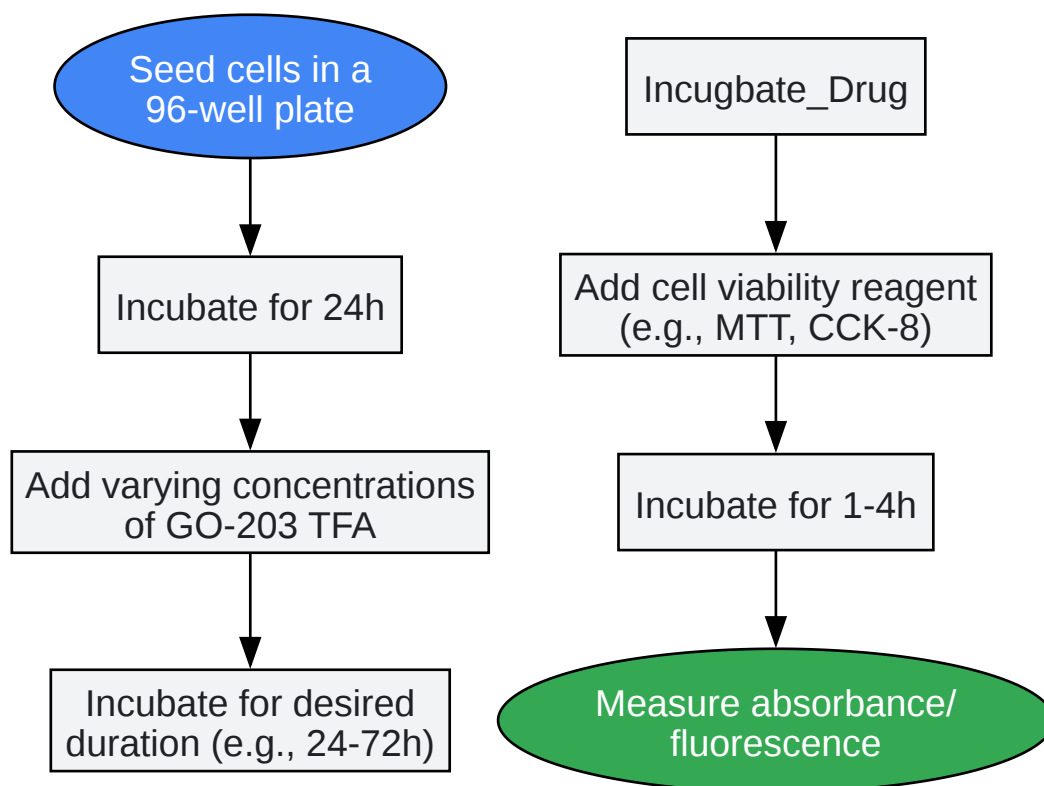 Seed cells in a
96-well plate
Incubate for 24h
Add varying concentrations
of GO-203 TFA
Incubate for desired
duration (e.g., 24-72h)
Incugbate_Drug
Add cell viability reagent
(e.g., MTT, CCK-8)
Incubate for 1-4h
Measure absorbance/
fluorescence